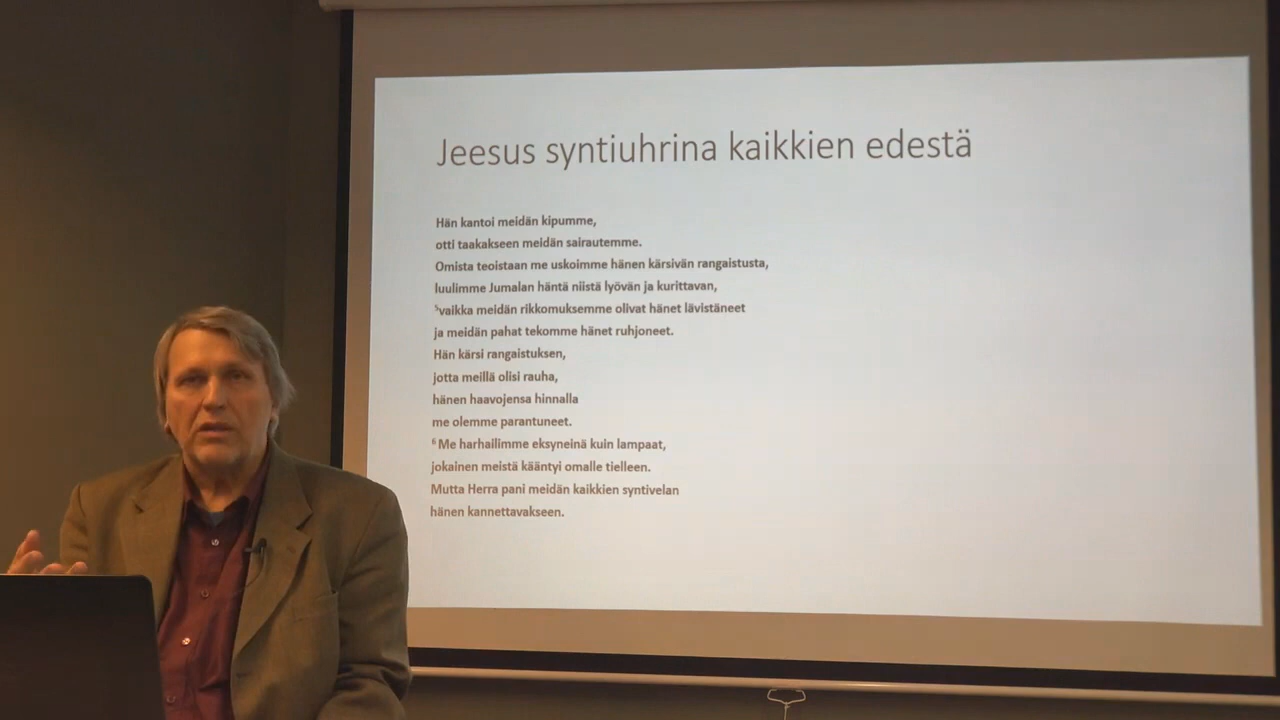 Jeesus syntiuhrina kaikkien edestä
Hän kantoi meidän kipumme,
otti taakakseen meidän sairautemme.
Omista teoistaan me uskoimme hänen kärsivän rangaistusta,
luulimme Jumalan häntä niistä lyövän ja kurittavan,
⁵vaikka meidän rikkomuksemme olivat hänet lävistäneet
ja meidän pahat tekomme hänet ruhjoneet.
Hän kärsi rangaistuksen,
jotta meillä olisi rauha,
hänen haavojensa hinnalla
me olemme parantuneet.
⁶ Me harhailimme eksyneinä kuin lampaat,
jokainen meistä kääntyi omalle tielleen.
Mutta Herra pani meidän kaikkien syntivelan
hänen kannettavakseen.